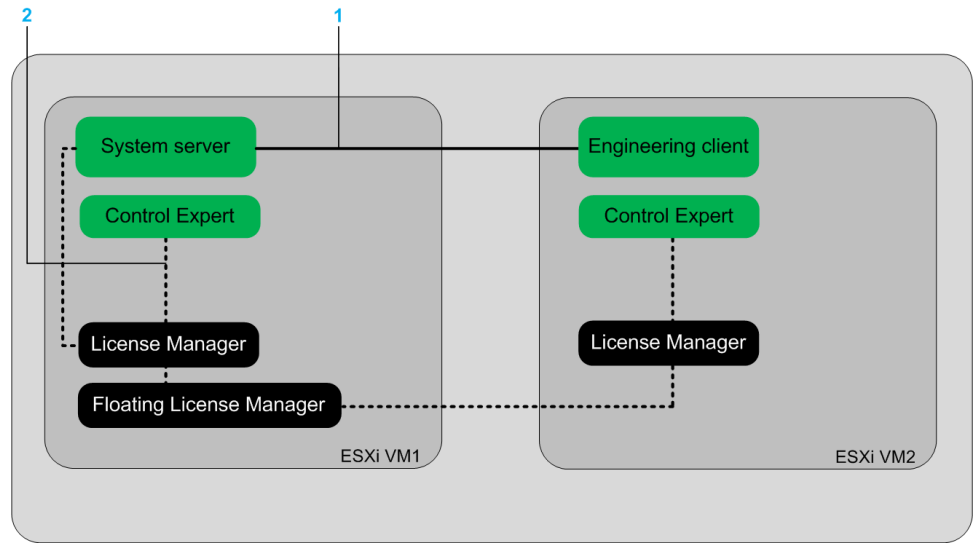 2
1
System server
Engineering client
Control Expert
Control Expert
License Manager
License Manager
Floating License Manager
ESXi VM1
ESXi VM2